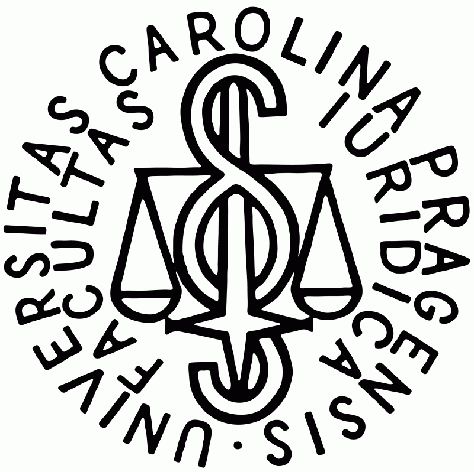 UNIVERSITAS CAROLINA PRAGENSIS ·
FACULTAS IURIDICA